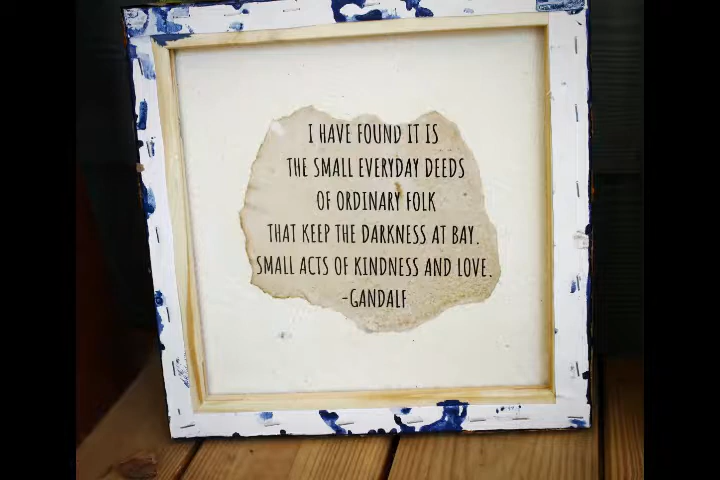 I HAVE FOUND IT IS
THE SMALL EVERYDAY DEEDS
OF ORDINARY FOLK
THAT KEEP THE DARKNESS AT BAY.
SMALL ACTS OF KINDNESS AND LOVE.
-GANDALF